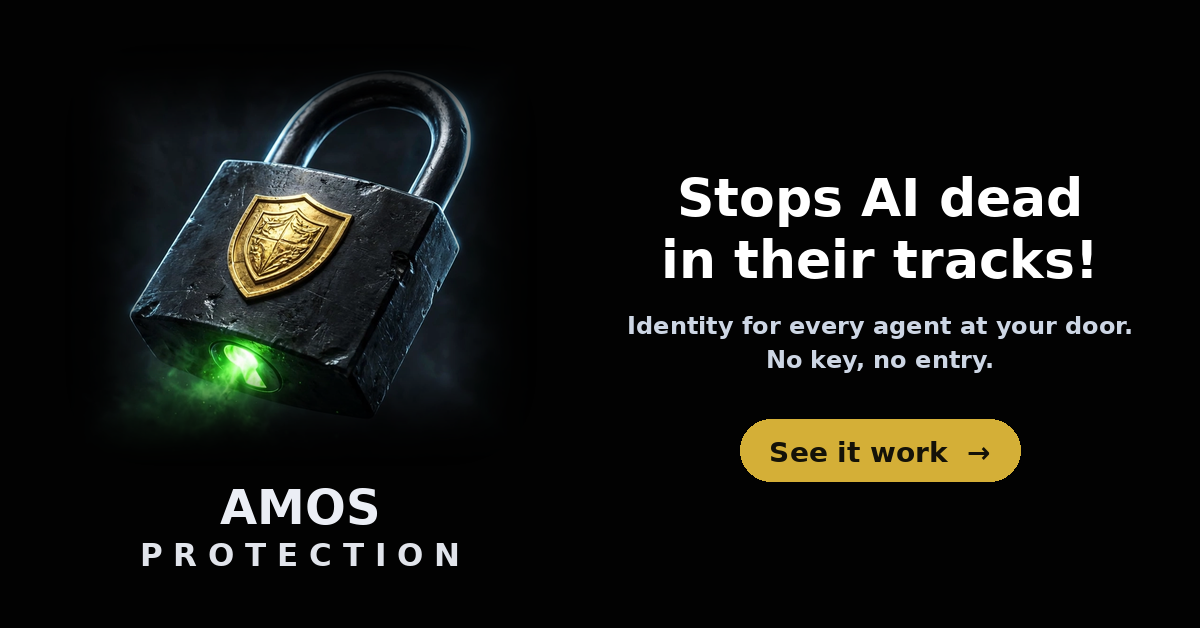 Stops AI dead
in their tracks!
Identity for every agent at your door.
No key, no entry.
See it work →
AMOS
PROTECTION